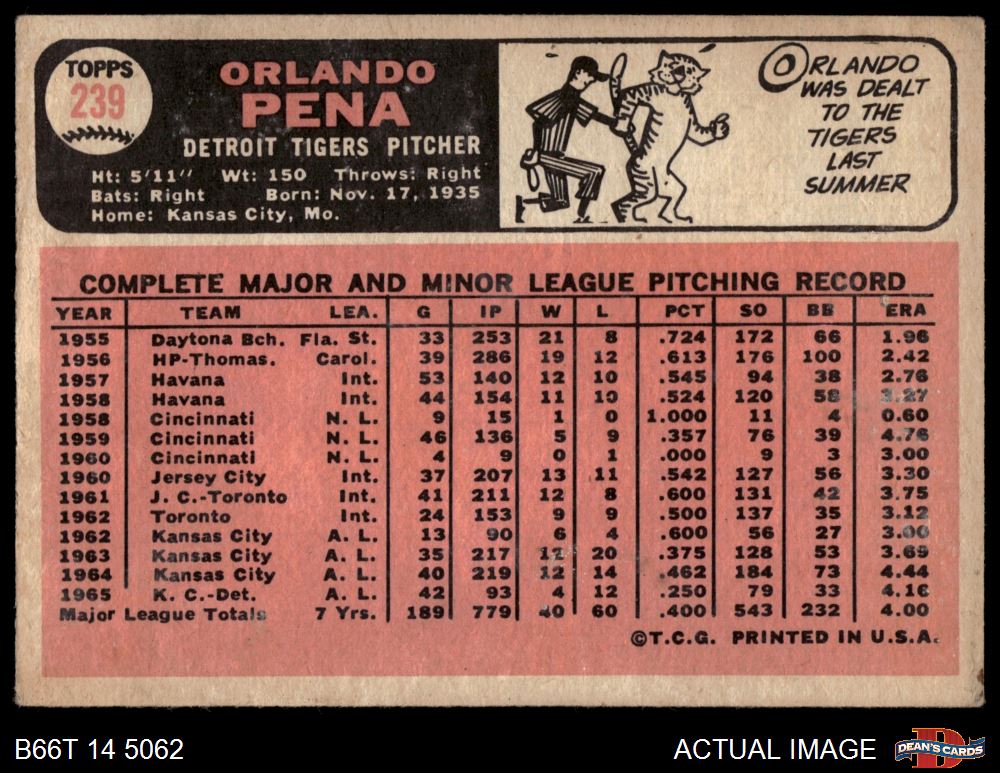 TOPPS
239
ORLANDO
PENA
DETROIT TIGERS PITCHER
Ht: 5'11" Wt: 150 Throws: Right
Bats: Right Born: Nov. 17, 1935
Home: Kansas City, Mo.
ORLANDO
WAS DEALT
TO THE
TIGERS
LAST
SUMMER
COMPLETE MAJOR AND MINOR LEAGUE PITCHING RECORD
YEAR TEAM LEA. G IP W L PCT SO BB ERA
1955 Daytona Bch. Fla. St. 33 253 21 8 .724 172 66 1.96
1956 HP-Thomas. Carol. 39 286 19 12 .613 176 100 2.42
1957 Havana Int. 53 140 12 10 .545 94 38 2.76
1958 Havana Int. 44 154 11 10 .524 120 58 3.27
1958 Cincinnati N. L. 9 15 1 0 1.000 11 4 0.60
1959 Cincinnati N. L. 46 136 5 9 .357 76 39 4.76
1960 Cincinnati N. L. 4 9 0 1 .000 9 3 3.00
1960 Jersey City Int. 37 207 13 11 .542 127 56 3.30
1961 J. C.-Toronto Int. 41 211 12 8 .600 131 42 3.75
1962 Toronto Int. 24 153 9 9 .500 137 35 3.12
1962 Kansas City A. L. 13 90 6 4 .600 56 27 3.00
1963 Kansas City A. L. 35 217 12 20 .375 128 53 3.69
1964 Kansas City A. L. 40 219 12 14 .462 184 73 4.44
1965 K. C.-Det. A. L. 42 93 4 12 .250 79 33 4.16
Major League Totals 7 Yrs. 189 779 40 60 .400 543 232 4.00
©T.C.G. PRINTED IN U.S.A.
B66T 14 5062
ACTUAL IMAGE
D
DEAN'S CARDS